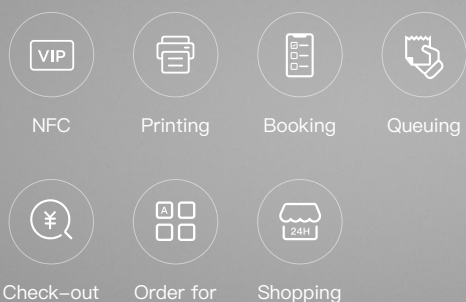 VIP
NFC
Printing
Booking
Queuing
¥
A
24H
Check-out
Order for
Shopping